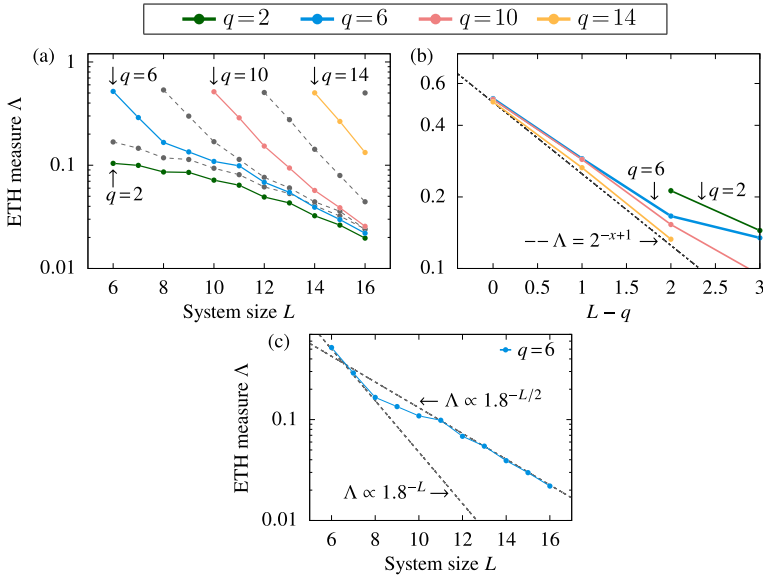 q=2 q=6 q=10 q=14
(a)
ETH measure Λ
1
0.1
0.01
↓q=6 ↓q=10 ↓q=14
↑
q=2
6 8 10 12 14 16
System size L
(b)
0.6
0.4
0.2
0.1
q=6
↓
↓q=2
-- Λ = 2^{-x+1} →
0 0.5 1.0 1.5 2 2.5 3
L − q
(c)
ETH measure Λ
0.1
0.01
q=6
← Λ ∝ 1.8^{-L/2}
Λ ∝ 1.8^{-L} →
6 8 10 12 14 16
System size L